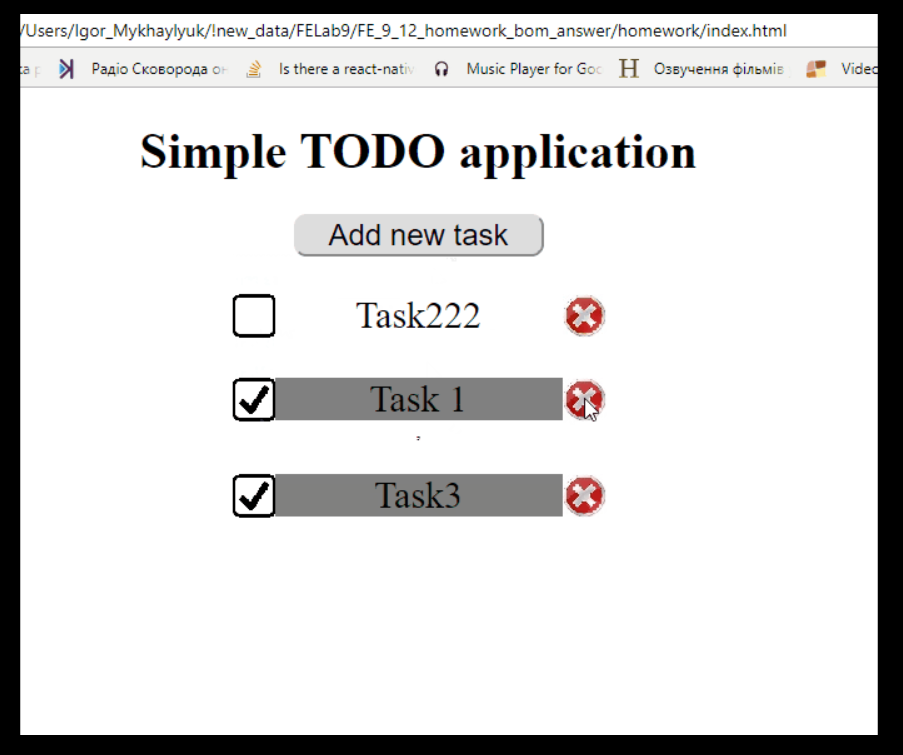 /Users/Igor_Mykhaylyuk/!new_data/FELab9/FE_9_12_homework_bom_answer/homework/index.html
Радіо Сковорода он Is there a react-nativ Music Player for Goo H Озвучення фільмів Video
Simple TODO application
Add new task
Task222
Task 1
,
Task3